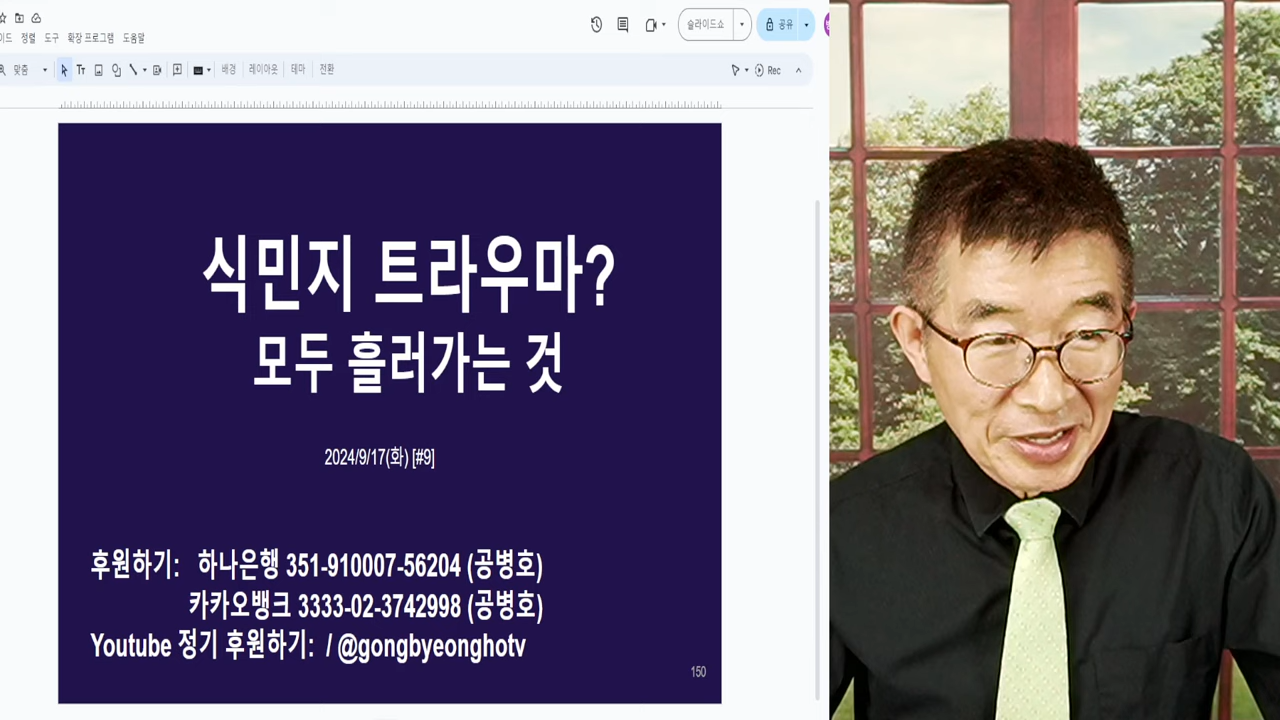 이드 정렬 도구 확장 프로그램 도움말
슬라이드쇼
공유
맞춤
배경 레이아웃 테마 전환
Rec
식민지 트라우마?
모두 흘러가는 것
2024/9/17(화) [#9]
후원하기: 하나은행 351-910007-56204 (공병호)
카카오뱅크 3333-02-3742998 (공병호)
Youtube 정기 후원하기: / @gongbyeonghotv
150